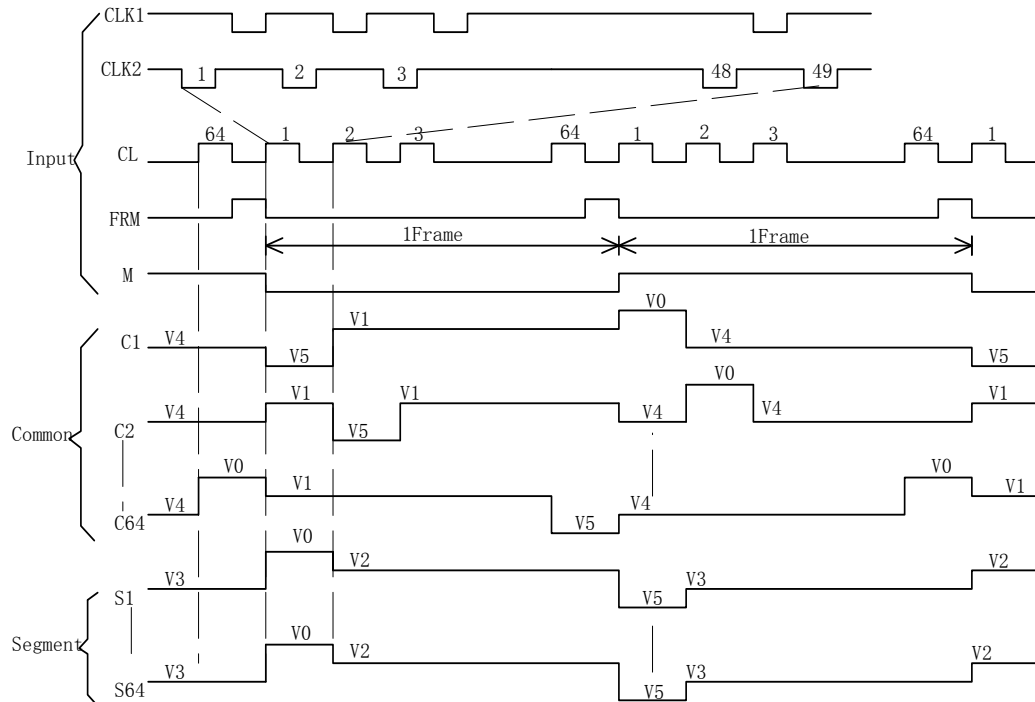 CLK1
CLK2 1 2 3 48 49
Input CL 64 1 2 3 64 1 2 3 64 1
FRM
1Frame 1Frame
M
V0
C1 V4 V5 V1 V4 V5
V0
C2 V4 V1 V5 V1 V4 V4 V1
Common
V0 V0
C64 V4 V1 V5 V4 V1
V0
S1 V3 V2 V5 V3 V2
Segment
V0
S64 V3 V2 V5 V3 V2